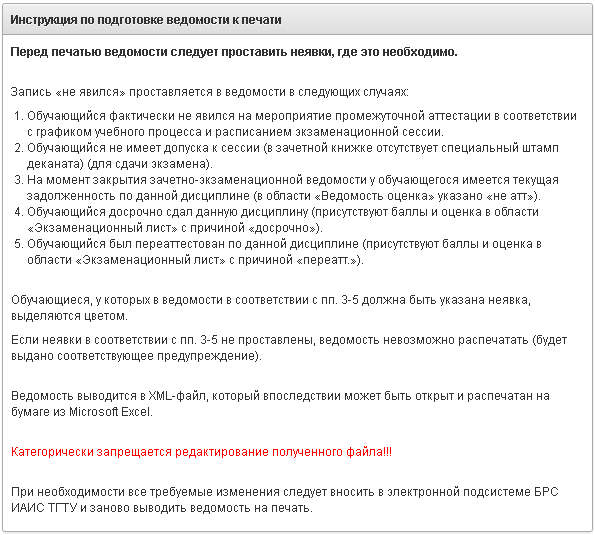 Инструкция по подготовке ведомости к печати
Перед печатью ведомости следует проставить неявки, где это необходимо.
Запись «не явился» проставляется в ведомости в следующих случаях:
1. Обучающийся фактически не явился на мероприятие промежуточной аттестации в соответствии
с графиком учебного процесса и расписанием экзаменационной сессии.
2. Обучающийся не имеет допуска к сессии (в зачетной книжке отсутствует специальный штамп
деканата) (для сдачи экзамена).
3. На момент закрытия зачетно-экзаменационной ведомости у обучающегося имеется текущая
задолженность по данной дисциплине (в области «Ведомость оценка» указано «не атт»).
4. Обучающийся досрочно сдал данную дисциплину (присутствуют баллы и оценка в области
«Экзаменационный лист» с причиной «досрочно»).
5. Обучающийся был переаттестован по данной дисциплине (присутствуют баллы и оценка в
области «Экзаменационный лист» с причиной «переатт.»).
Обучающиеся, у которых в ведомости в соответствии с пп. 3-5 должна быть указана неявка,
выделяются цветом.
Если неявки в соответствии с пп. 3-5 не проставлены, ведомость невозможно распечатать (будет
выдано соответствующее предупреждение).
Ведомость выводится в XML-файл, который впоследствии может быть открыт и распечатан на
бумаге из Microsoft Excel.
Категорически запрещается редактирование полученного файла!!!
При необходимости все требуемые изменения следует вносить в электронной подсистеме БРС
ИАИС ТГТУ и заново выводить ведомость на печать.